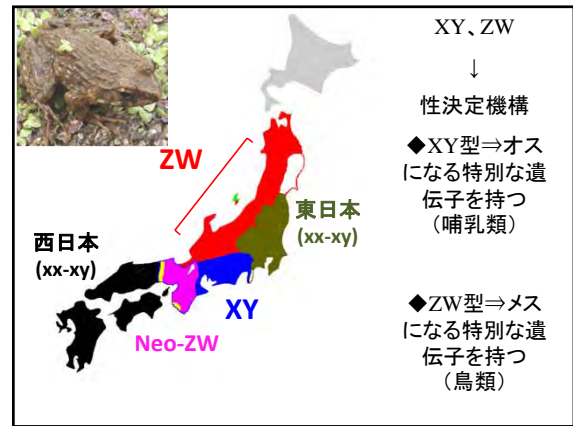 ZW
東日本
(xx-xy)
西日本
(xx-xy)
XY
Neo-ZW
XY、ZW
↓
性決定機構
◆XY型⇒オス
になる特別な遺
伝子を持つ
（哺乳類）
◆ZW型⇒メス
になる特別な遺
伝子を持つ
（鳥類）